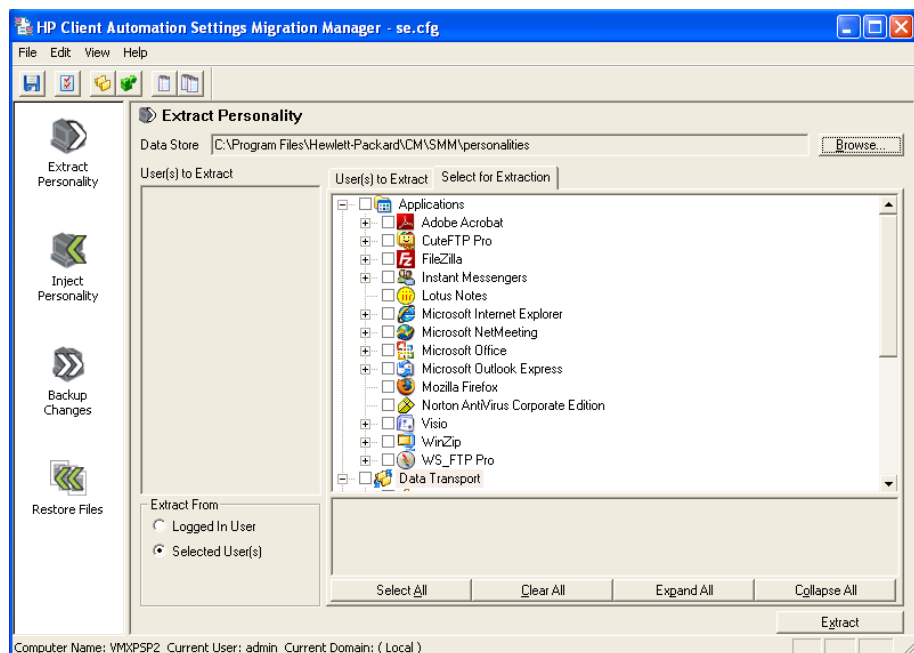 HP Client Automation Settings Migration Manager - se.cfg
File Edit View Help
Extract Personality
Inject Personality
Backup Changes
Restore Files
Extract Personality
Data Store C:\Program Files\Hewlett-Packard\CM\SMM\personalities Browse...
User(s) to Extract
User(s) to Extract Select for Extraction
Applications
Adobe Acrobat
CuteFTP Pro
FileZilla
Instant Messengers
Lotus Notes
Microsoft Internet Explorer
Microsoft NetMeeting
Microsoft Office
Microsoft Outlook Express
Mozilla Firefox
Norton AntiVirus Corporate Edition
Visio
WinZip
WS_FTP Pro
Data Transport
Extract From
Logged In User
Selected User(s)
Select All Clear All Expand All Collapse All
Extract
Computer Name: VMXPSP2 Current User: admin Current Domain: ( Local )